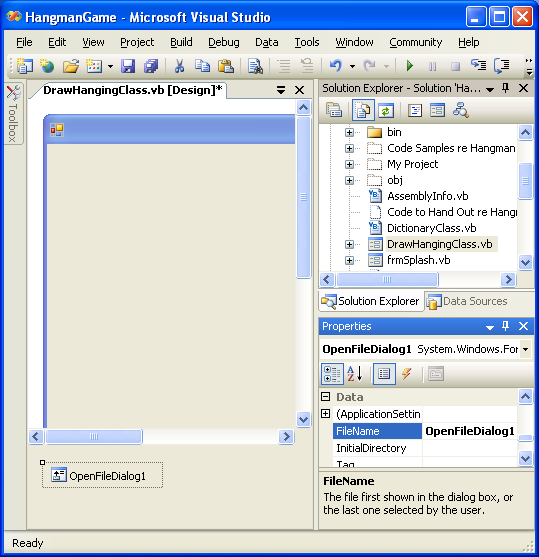 HangmanGame - Microsoft Visual Studio
File Edit View Project Build Debug Data Tools Window Community Help
Toolbox
DrawHangingClass.vb [Design]*
OpenFileDialog1
Solution Explorer - Solution 'Ha...
bin
Code Samples re Hangman
My Project
obj
AssemblyInfo.vb
Code to Hand Out re Hang
DictionaryClass.vb
DrawHangingClass.vb
frmSplash.vb
Solution Explorer Data Sources
Properties
OpenFileDialog1 System.Windows.For
Data
(ApplicationSettin
FileName OpenFileDialog1
InitialDirectory
Tag
FileName
The file first shown in the dialog box, or
the last one selected by the user.
Ready